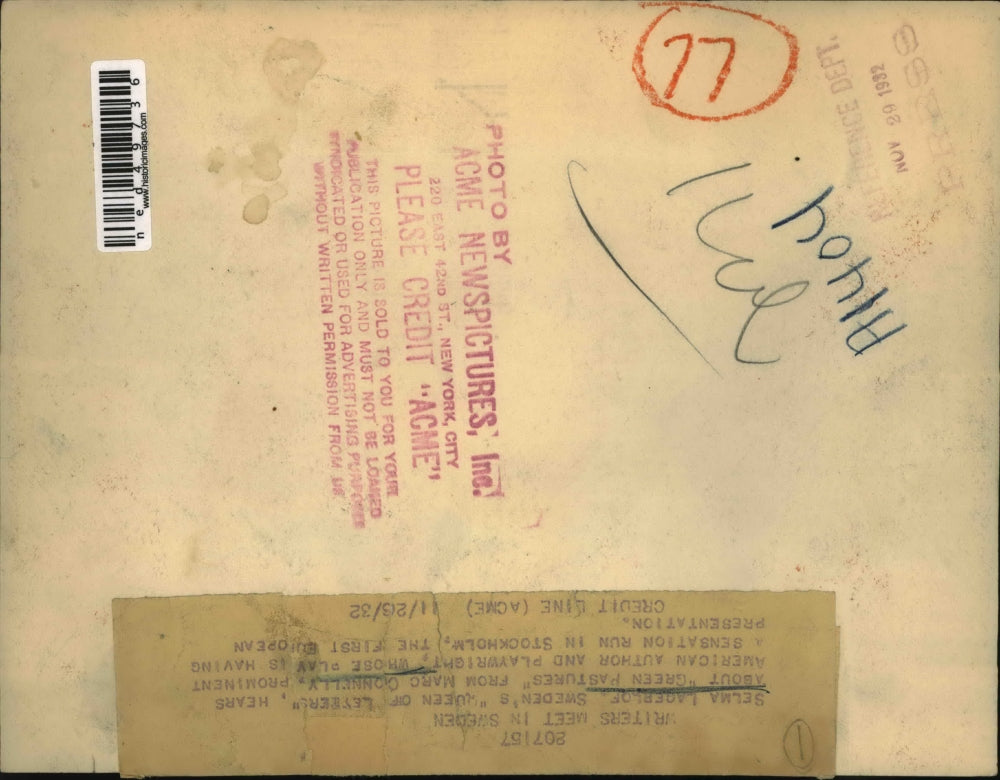 ned49736
www.historicimages.com
77
REFERENCE DEPT.
NOV 29 1932
PRESS
PHOTO BY
ACME NEWSPICTURES, Inc.
220 EAST 42ND ST., NEW YORK, CITY
PLEASE CREDIT "ACME"
THIS PICTURE IS SOLD TO YOU FOR YOUR
PUBLICATION ONLY AND MUST NOT BE LOANED
SYNDICATED OR USED FOR ADVERTISING PURPOSES
WITHOUT WRITTEN PERMISSION FROM US
1
207157
WRITERS MEET IN SWEDEN
SELMA LAGERLOF, SWEDEN'S "QUEEN OF LETTERS", HEARS
ABOUT "GREEN PASTURES" FROM MARC CONNELLY, PROMINENT
AMERICAN AUTHOR AND PLAYWRIGHT, WHOSE PLAY IS HAVING
A SENSATION RUN IN STOCKHOLM, THE FIRST EUROPEAN
PRESENTATION.
CREDIT LINE (ACME) 11/26/32